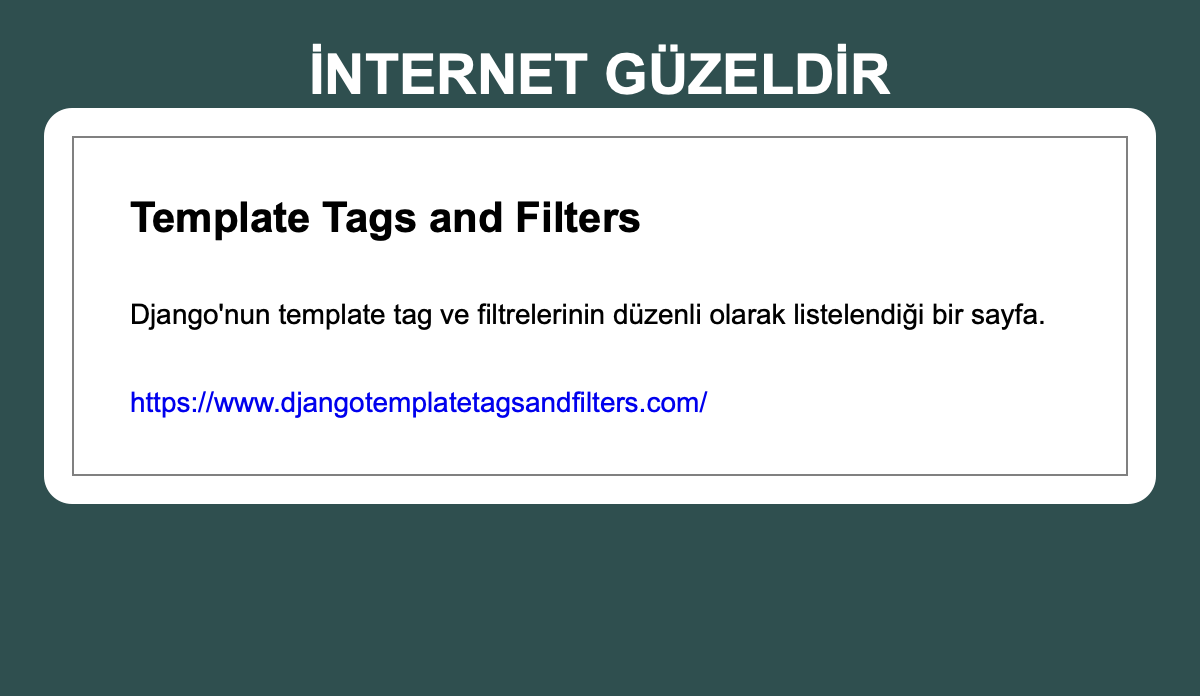 İNTERNET GÜZELDİR
Template Tags and Filters
Django'nun template tag ve filtrelerinin düzenli olarak listelendiği bir sayfa.
https://www.djangotemplatetagsandfilters.com/